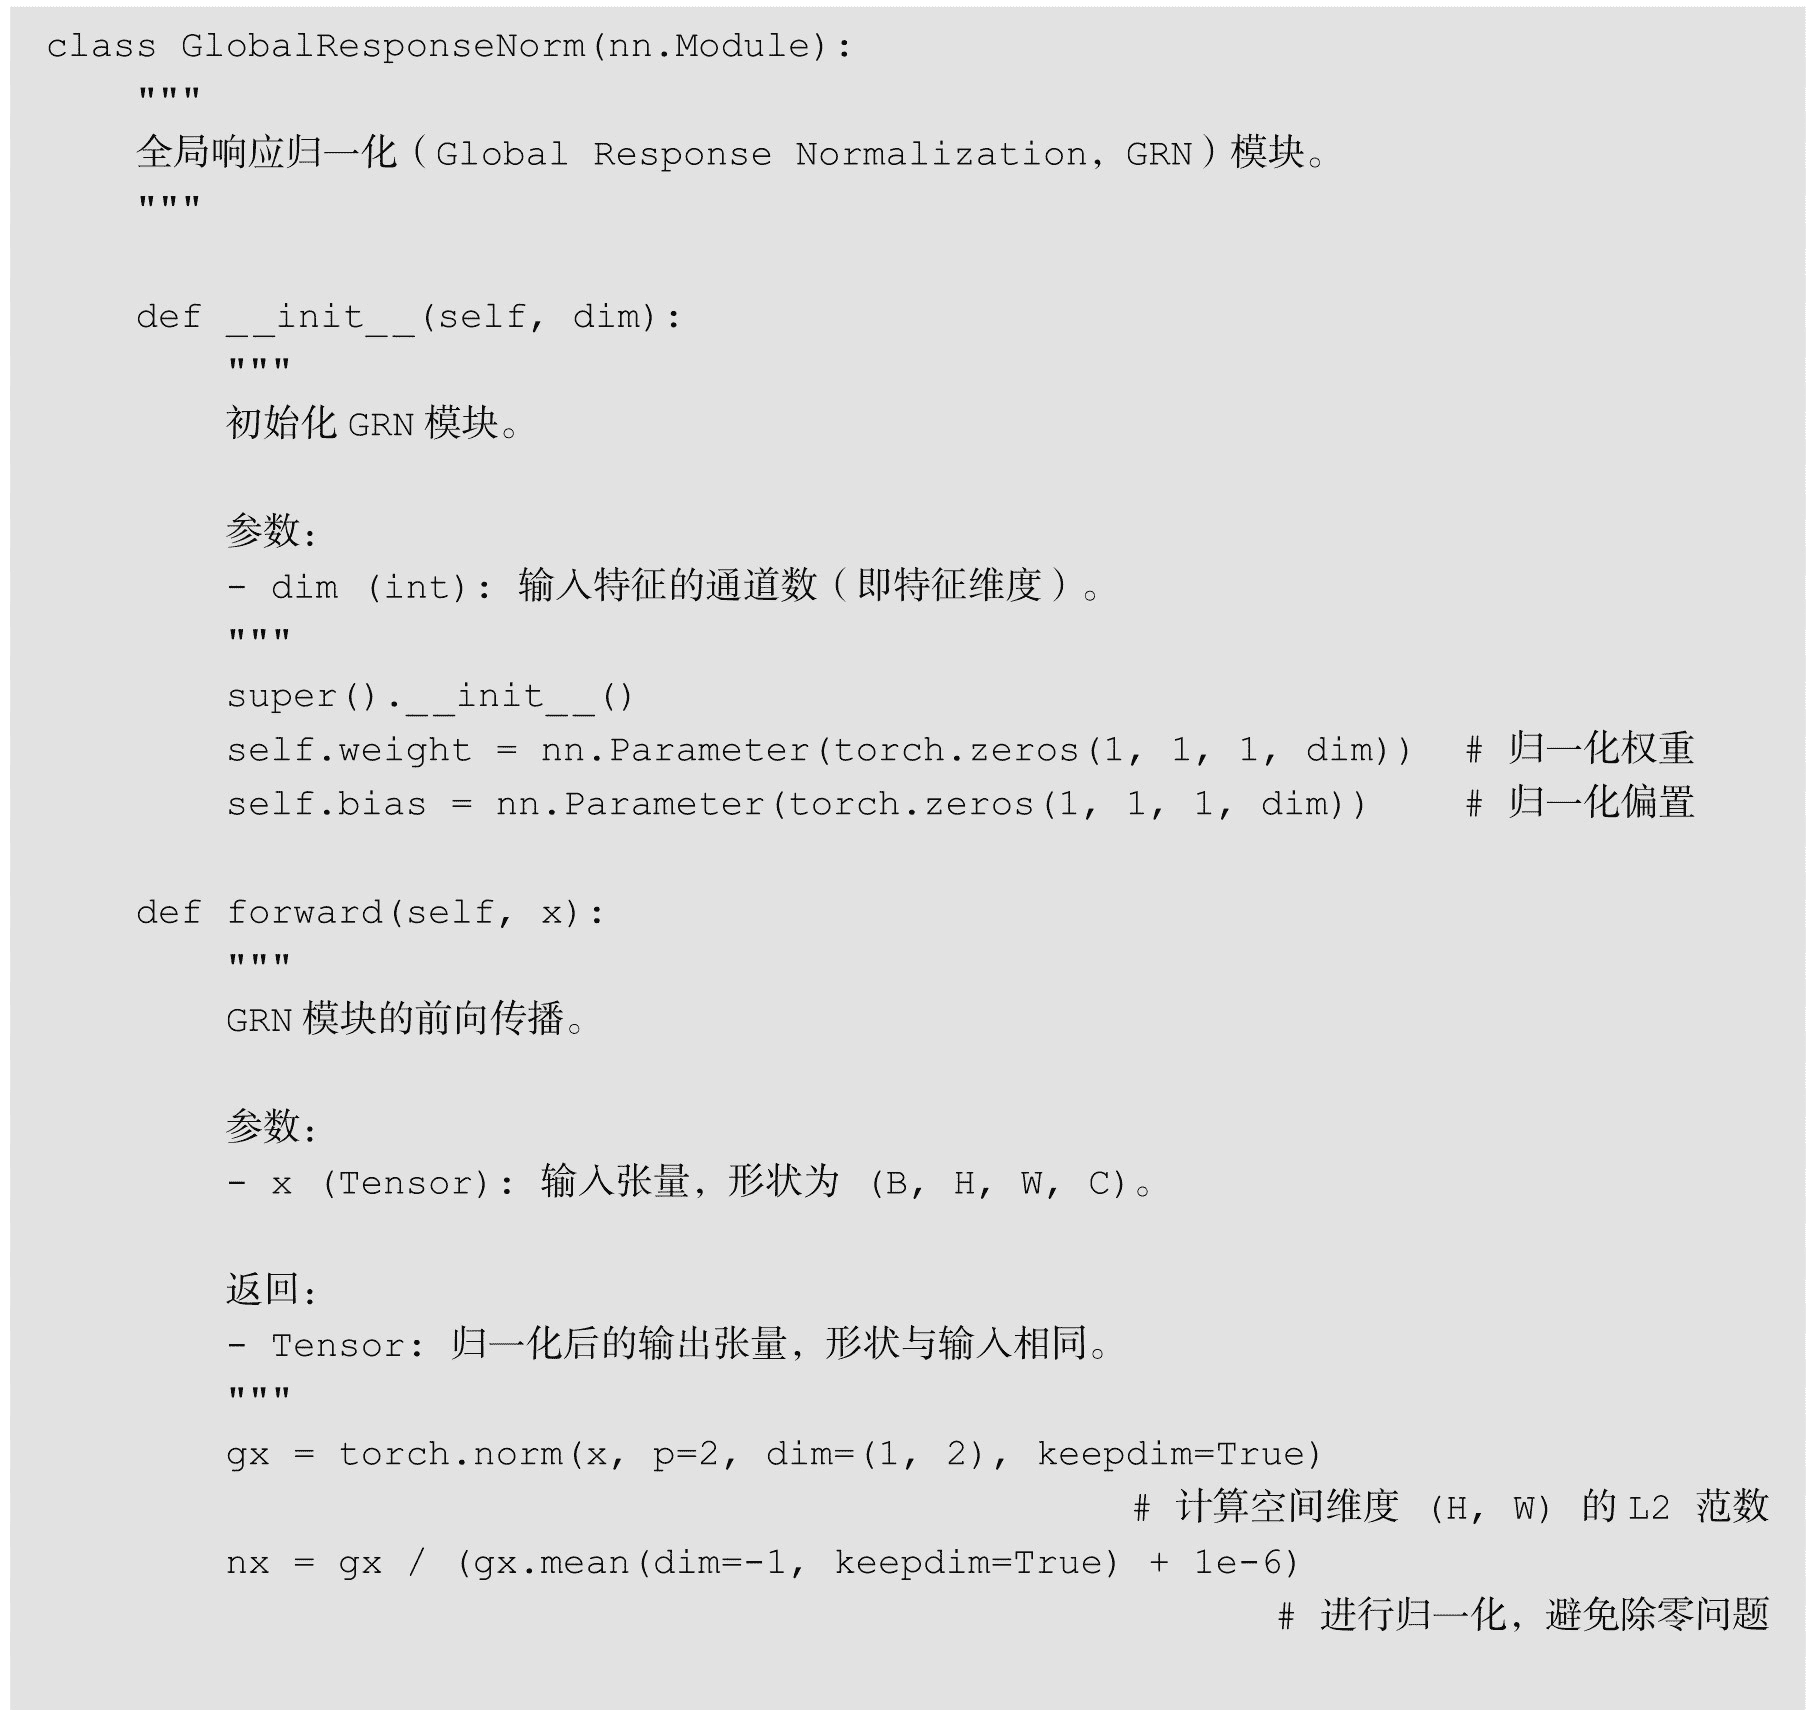 class GlobalResponseNorm(nn.Module):
    """
    全局响应归一化（Global Response Normalization, GRN）模块。
    """

    def __init__(self, dim):
        """
        初始化 GRN 模块。

        参数:
        - dim (int): 输入特征的通道数（即特征维度）。
        """
        super().__init__()
        self.weight = nn.Parameter(torch.zeros(1, 1, 1, dim))  # 归一化权重
        self.bias = nn.Parameter(torch.zeros(1, 1, 1, dim))    # 归一化偏置

    def forward(self, x):
        """
        GRN 模块的前向传播。

        参数:
        - x (Tensor): 输入张量, 形状为 (B, H, W, C)。

        返回:
        - Tensor: 归一化后的输出张量, 形状与输入相同。
        """
        gx = torch.norm(x, p=2, dim=(1, 2), keepdim=True)
                                                # 计算空间维度 (H, W) 的 L2 范数
        nx = gx / (gx.mean(dim=-1, keepdim=True) + 1e-6)
                                                # 进行归一化, 避免除零问题